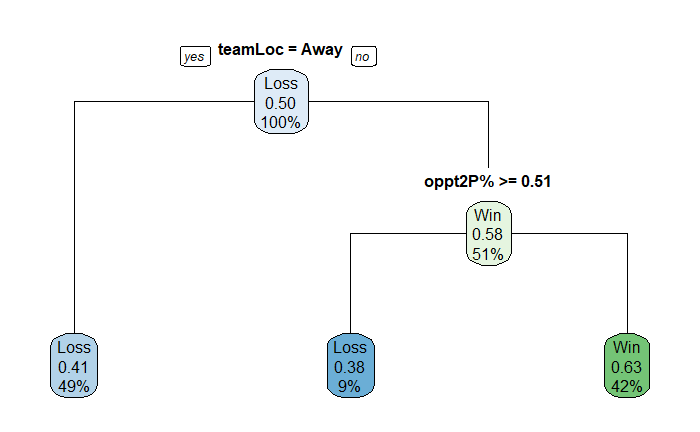 yes teamLoc = Away no
Loss
0.50
100%
oppt2P% >= 0.51
Win
0.58
51%
Loss
0.41
49%
Loss
0.38
9%
Win
0.63
42%